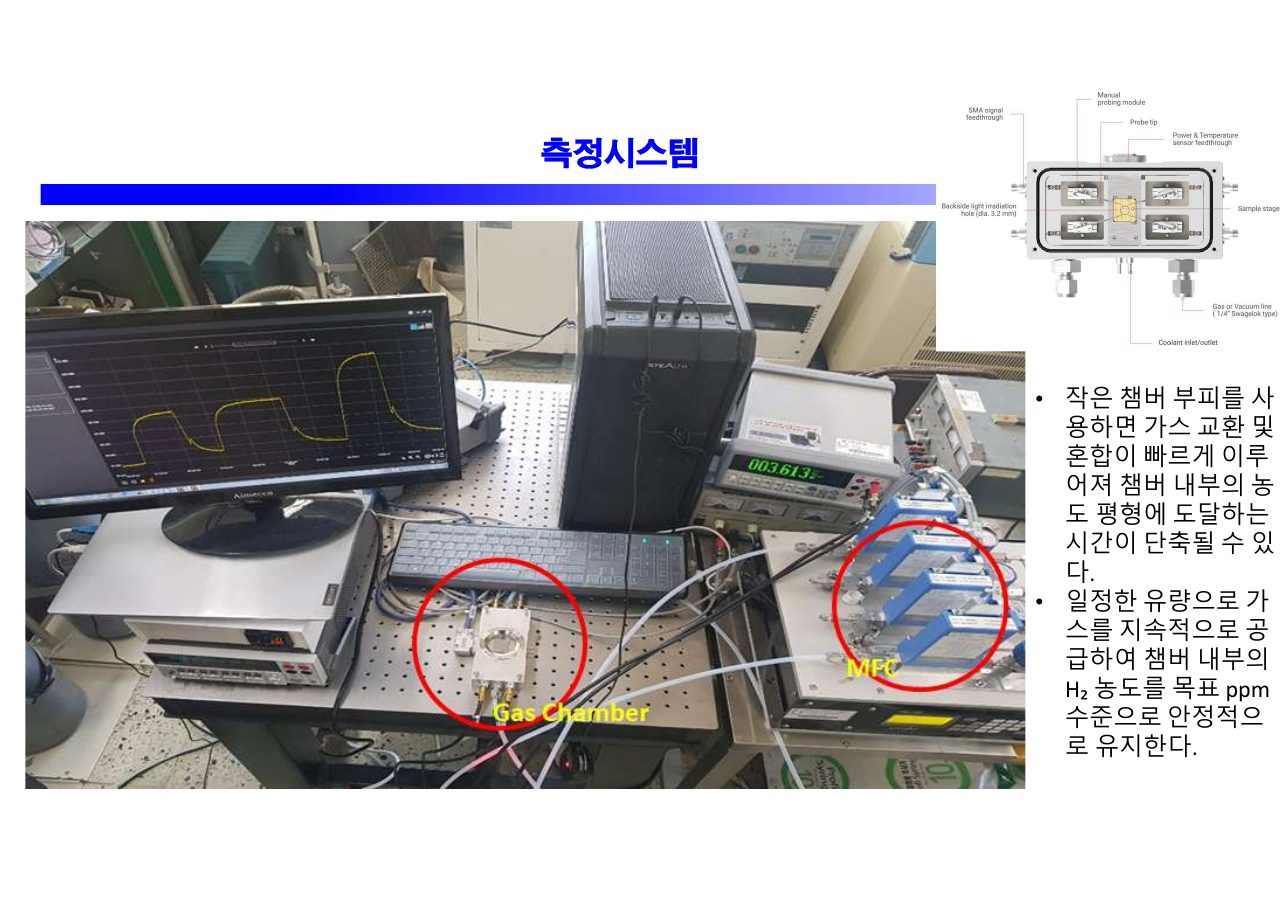 측정시스템
Manual
probing module
SMA signal
feedthrough
Probe tip
Power & Temperature
sensor feedthrough
Backside light irradiation
hole (dia. 3.2 mm)
Sample stage
Gas or Vacuum line
( 1/4" Swagelok type)
Coolant inlet/outlet
STEALTH
003.613
Almecca
Gas Chamber
MFC
10
• 작은 챔버 부피를 사
용하면 가스 교환 및
혼합이 빠르게 이루
어져 챔버 내부의 농
도 평형에 도달하는
시간이 단축될 수 있
다.
• 일정한 유량으로 가
스를 지속적으로 공
급하여 챔버 내부의
H₂ 농도를 목표 ppm
수준으로 안정적으
로 유지한다.